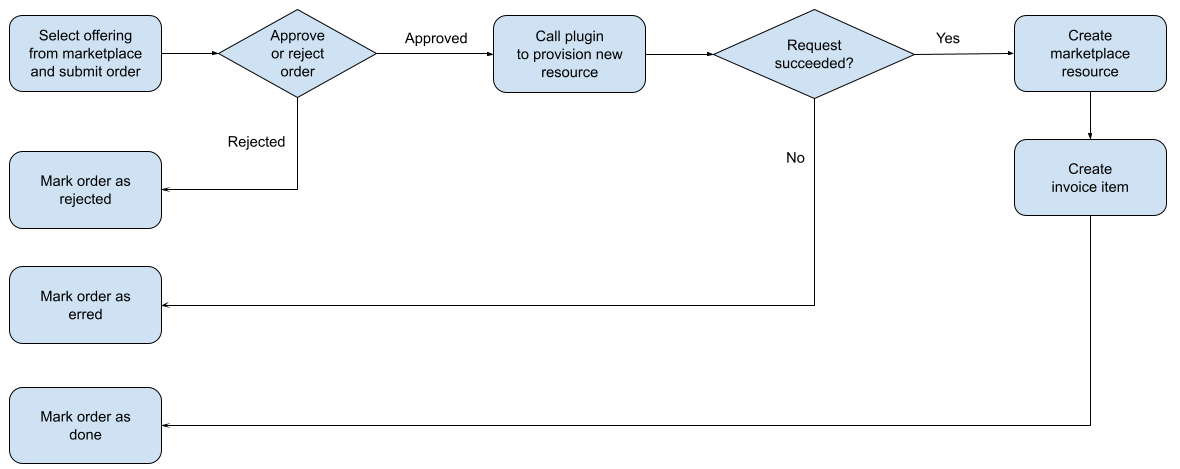 Select offering
from marketplace
and submit order
Approve
or reject
order
Approved
Call plugin
to provision new
resource
Request
succeeded?
Yes
Create
marketplace
resource
Rejected
No
Mark order as
rejected
Create
invoice item
Mark order as
erred
Mark order as
done